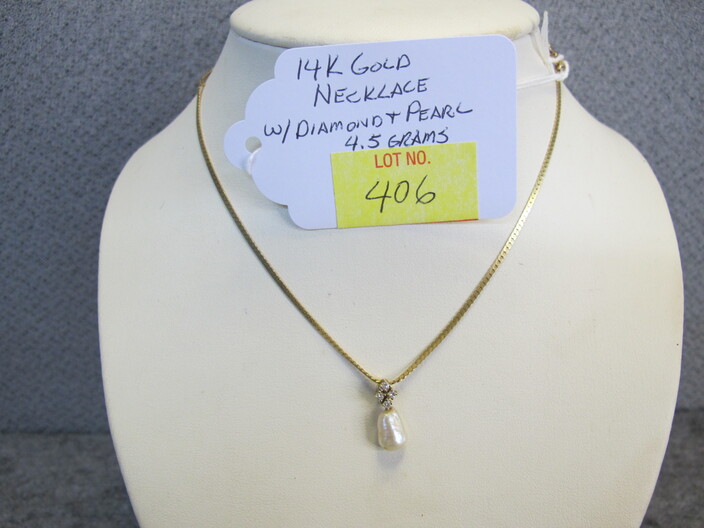 14K GOLD
NECKLACE
W/ DIAMOND + PEARL
4.5 GRAMS
LOT NO.
406